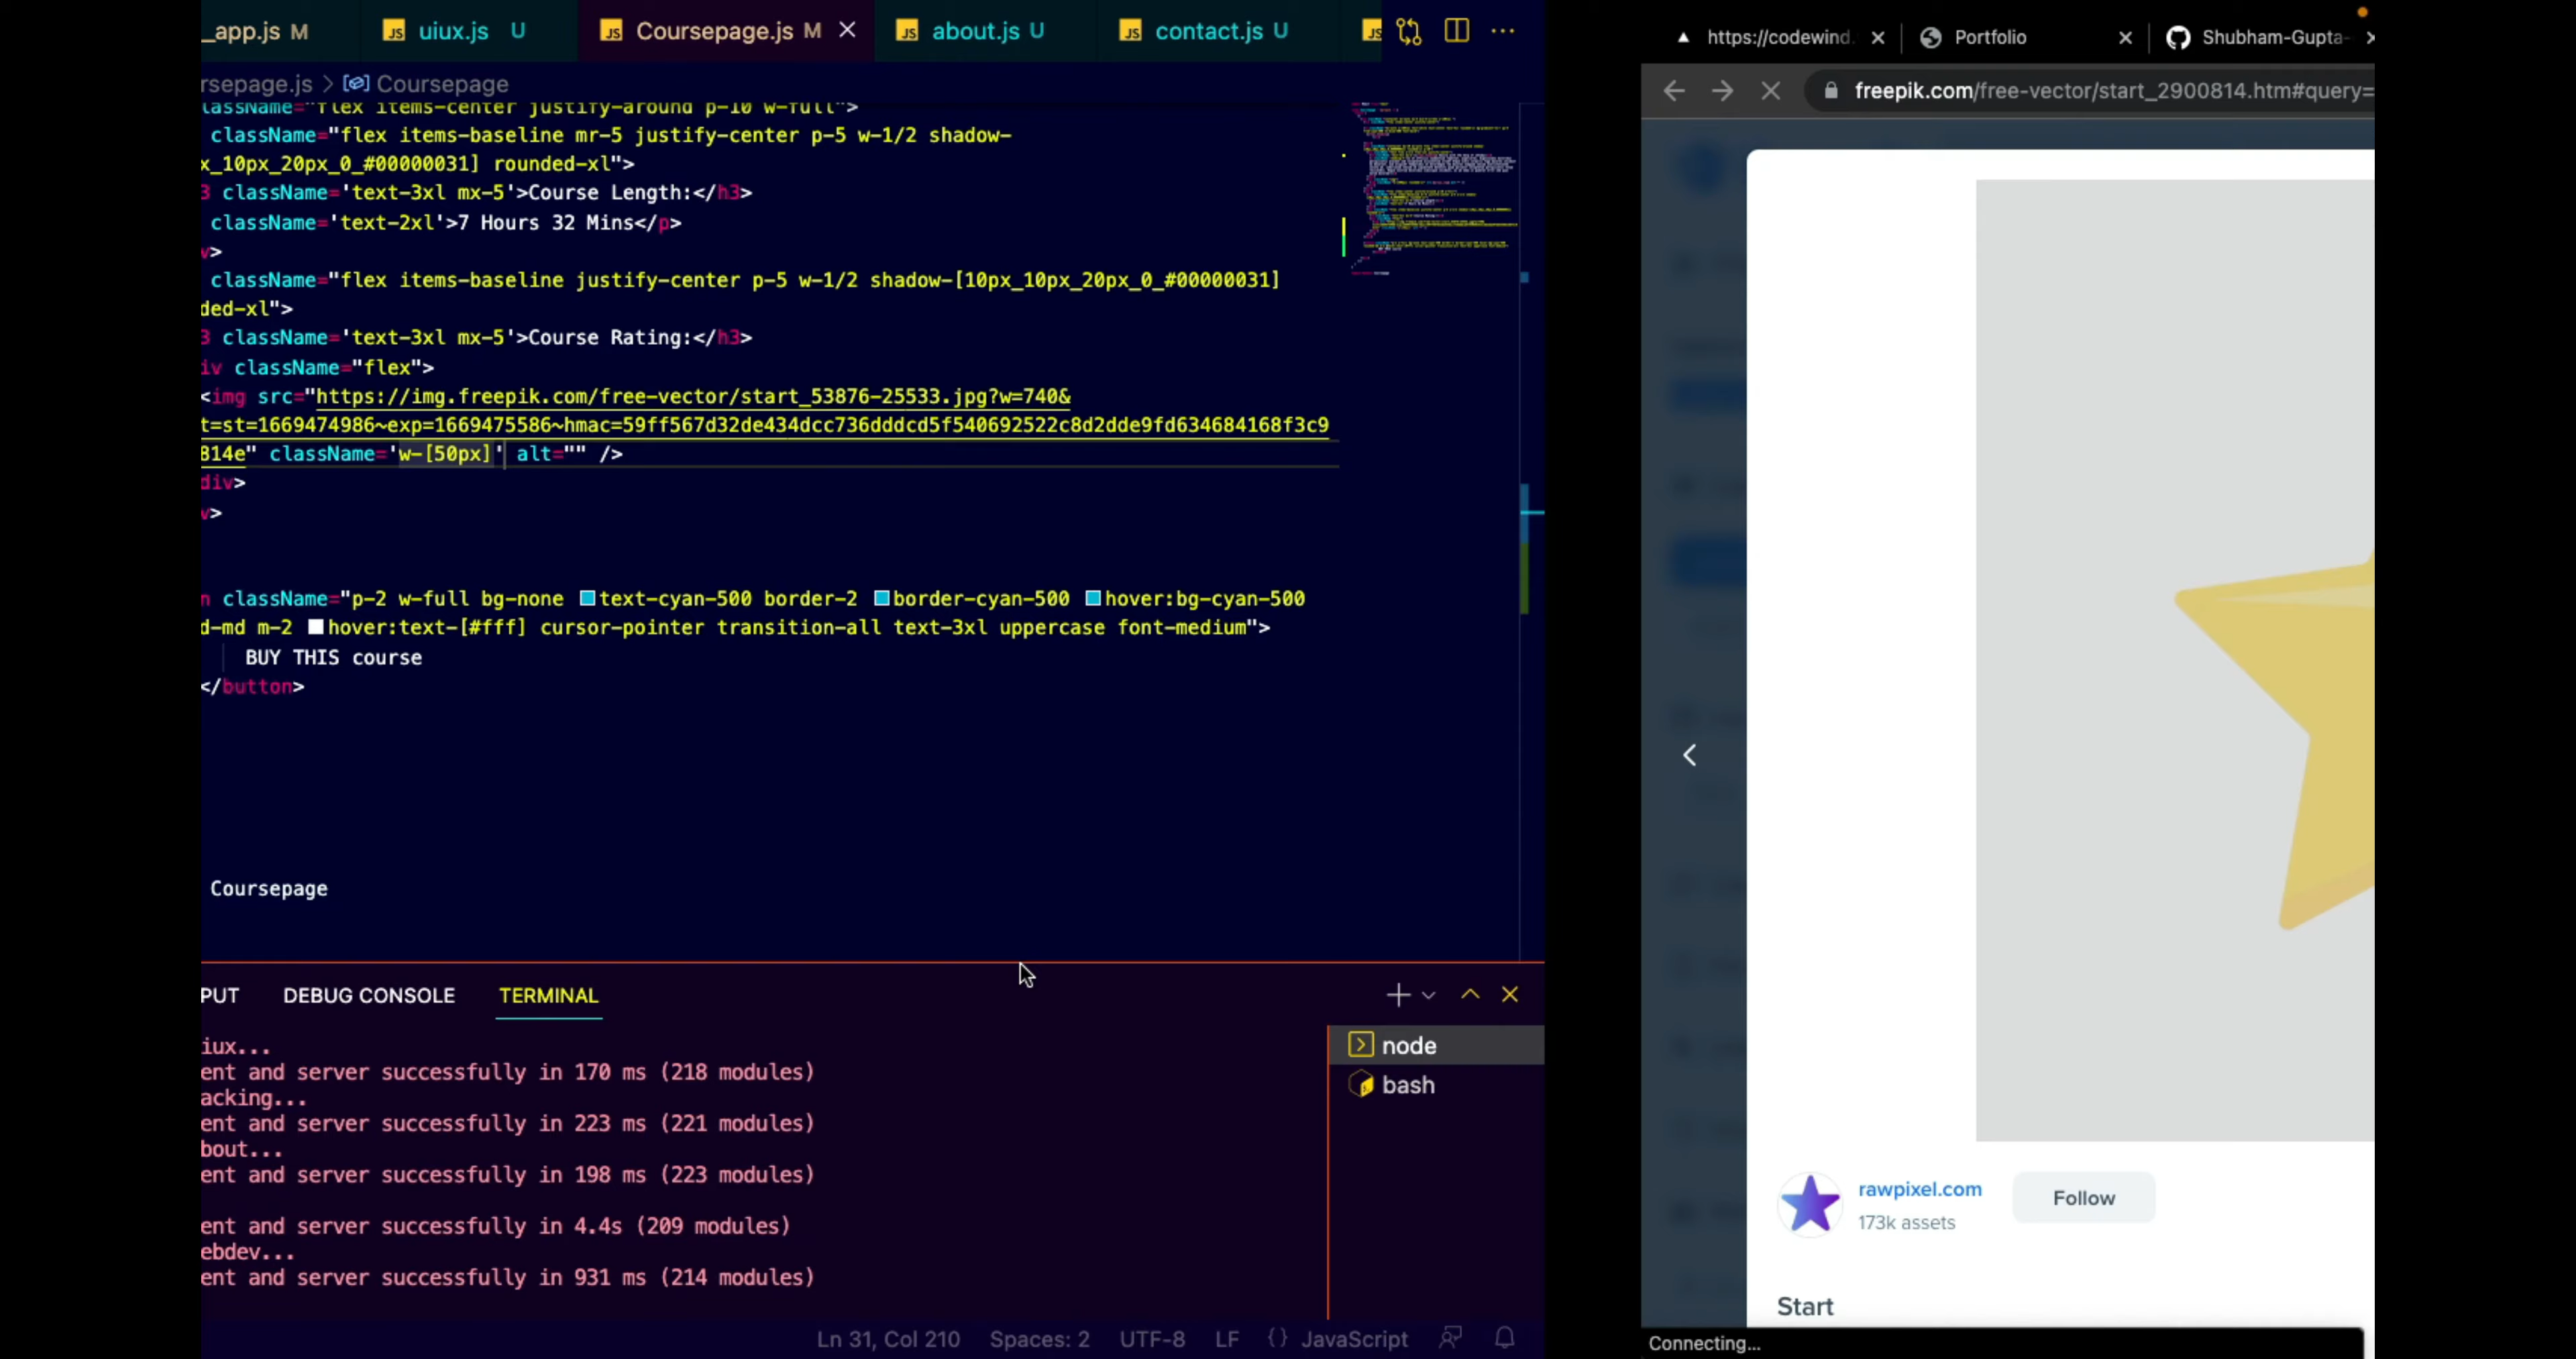 _app.js M
uiux.js U
Coursepage.js M
about.js U
contact.js U
rsepage.js > Coursepage
className="flex items-center justify-around p-10 w-full">
className="flex items-baseline mr-5 justify-center p-5 w-1/2 shadow-
x_10px_20px_0_#00000031] rounded-xl">
3 className='text-3xl mx-5'>Course Length:</h3>
className='text-2xl'>7 Hours 32 Mins</p>
v>
className="flex items-baseline justify-center p-5 w-1/2 shadow-[10px_10px_20px_0_#00000031]
ded-xl">
3 className='text-3xl mx-5'>Course Rating:</h3>
iv className="flex">
<img src="https://img.freepik.com/free-vector/start_53876-25533.jpg?w=740&
t=st=1669474986~exp=1669475586~hmac=59ff567d32de434dcc736dddcd5f540692522c8d2dde9fd634684168f3c9
814e" className='w-[50px]' alt="" />
div>
v>
n className="p-2 w-full bg-none text-cyan-500 border-2 border-cyan-500 hover:bg-cyan-500
d-md m-2 hover:text-[#fff] cursor-pointer transition-all text-3xl uppercase font-medium">
BUY THIS course
</button>
Coursepage
PUT DEBUG CONSOLE TERMINAL
iux...
ent and server successfully in 170 ms (218 modules)
acking...
ent and server successfully in 223 ms (221 modules)
bout...
ent and server successfully in 198 ms (223 modules)
ent and server successfully in 4.4s (209 modules)
ebdev...
ent and server successfully in 931 ms (214 modules)
node
bash
Ln 31, Col 210 Spaces: 2 UTF-8 LF {} JavaScript
https://codewind.
Portfolio
Shubham-Gupta-
freepik.com/free-vector/start_2900814.htm#query=
rawpixel.com
173k assets
Follow
Start
Connecting...